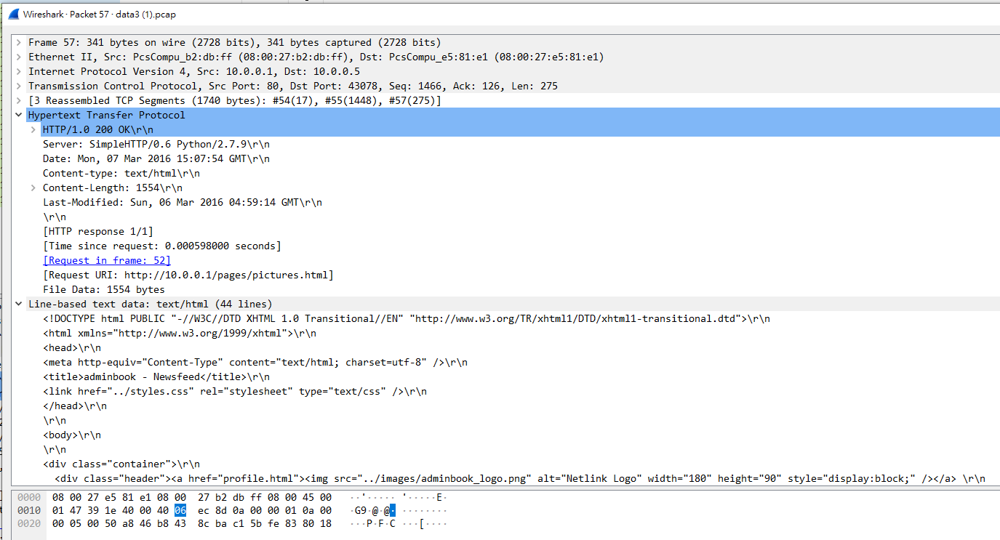 Wireshark · Packet 57 · data3 (1).pcap
Frame 57: 341 bytes on wire (2728 bits), 341 bytes captured (2728 bits)
Ethernet II, Src: PcsCompu_b2:db:ff (08:00:27:b2:db:ff), Dst: PcsCompu_e5:81:e1 (08:00:27:e5:81:e1)
Internet Protocol Version 4, Src: 10.0.0.1, Dst: 10.0.0.5
Transmission Control Protocol, Src Port: 80, Dst Port: 43078, Seq: 1466, Ack: 126, Len: 275
[3 Reassembled TCP Segments (1740 bytes): #54(17), #55(1448), #57(275)]
Hypertext Transfer Protocol
HTTP/1.0 200 OK\r\n
Server: SimpleHTTP/0.6 Python/2.7.9\r\n
Date: Mon, 07 Mar 2016 15:07:54 GMT\r\n
Content-type: text/html\r\n
Content-Length: 1554\r\n
Last-Modified: Sun, 06 Mar 2016 04:59:14 GMT\r\n
\r\n
[HTTP response 1/1]
[Time since request: 0.000598000 seconds]
[Request in frame: 52]
[Request URI: http://10.0.0.1/pages/pictures.html]
File Data: 1554 bytes
Line-based text data: text/html (44 lines)
<!DOCTYPE html PUBLIC "-//W3C//DTD XHTML 1.0 Transitional//EN" "http://www.w3.org/TR/xhtml1/DTD/xhtml1-transitional.dtd">\r\n
<html xmlns="http://www.w3.org/1999/xhtml">\r\n
<head>\r\n
<meta http-equiv="Content-Type" content="text/html; charset=utf-8" />\r\n
<title>adminbook - Newsfeed</title>\r\n
<link href="../styles.css" rel="stylesheet" type="text/css" />\r\n
</head>\r\n
\r\n
<body>\r\n
\r\n
<div class="container">\r\n
<div class="header"><a href="profile.html"><img src="../images/adminbook_logo.png" alt="Netlink Logo" width="180" height="90" style="display:block;" /></a> \r\n
0000 08 00 27 e5 81 e1 08 00 27 b2 db ff 08 00 45 00 ··'····· '·····E·
0010 01 47 39 1e 40 00 40 06 ec 8d 0a 00 00 01 0a 00 ·G9·@·@· ········
0020 00 05 00 50 a8 46 b8 43 8c ba c1 5b fe 83 80 18 ···P·F·C ···[····